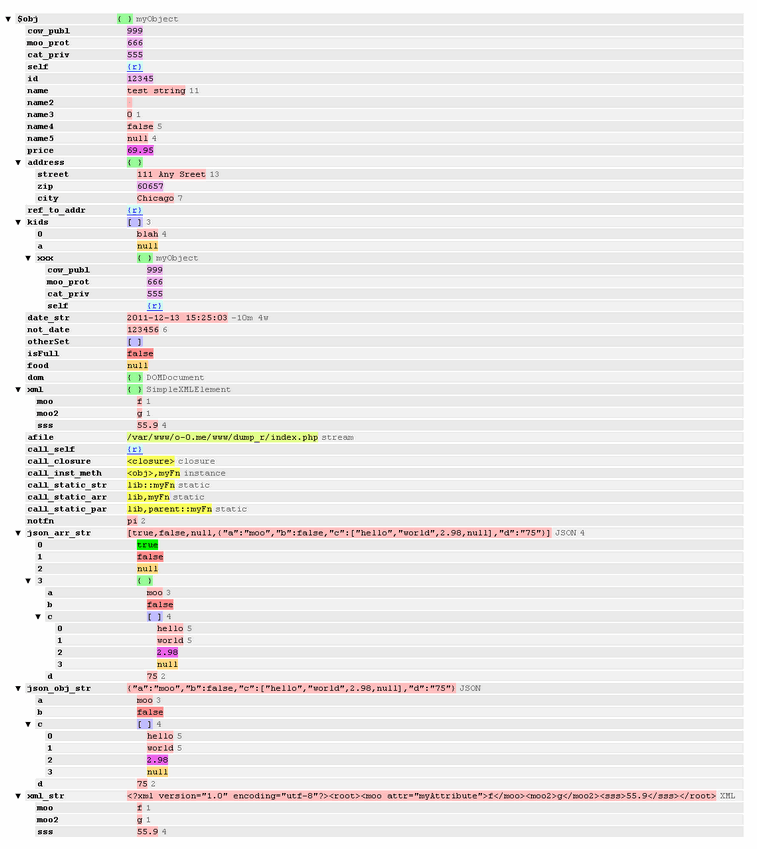 ▼ $obj { } myObject
cow_publ 999
moo_prot 666
cat_priv 555
self {r}
id 12345
name test string 11
name2
name3 0 1
name4 false 5
name5 null 4
price 69.95
▼ address { }
street 111 Any Sreet 13
zip 60657
city Chicago 7
ref_to_addr {r}
▼ kids [ ] 3
0 blah 4
a null
▼ xxx { } myObject
cow_publ 999
moo_prot 666
cat_priv 555
self {r}
date_str 2011-12-13 15:25:03 -10m 4w
not_date 123456 6
otherSet [ ]
isFull false
food null
dom { } DOMDocument
▼ xml { } SimpleXMLElement
moo f 1
moo2 g 1
sss 55.9 4
afile /var/www/o-0.me/www/dump_r/index.php stream
call_self {r}
call_closure <closure> closure
call_inst_meth <obj>,myFn instance
call_static_str lib::myFn static
call_static_arr lib,myFn static
call_static_par lib,parent::myFn static
notfn pi 2
▼ json_arr_str [true,false,null,{"a":"moo","b":false,"c":["hello","world",2.98,null],"d":"75"}] JSON 4
0 true
1 false
2 null
▼ 3 { }
a moo 3
b false
▼ c [ ] 4
0 hello 5
1 world 5
2 2.98
3 null
d 75 2
▼ json_obj_str {"a":"moo","b":false,"c":["hello","world",2.98,null],"d":"75"} JSON
a moo 3
b false
▼ c [ ] 4
0 hello 5
1 world 5
2 2.98
3 null
d 75 2
▼ xml_str <?xml version="1.0" encoding="utf-8"?><root><moo attr="myAttribute">f</moo><moo2>g</moo2><sss>55.9</sss></root> XML
moo f 1
moo2 g 1
sss 55.9 4